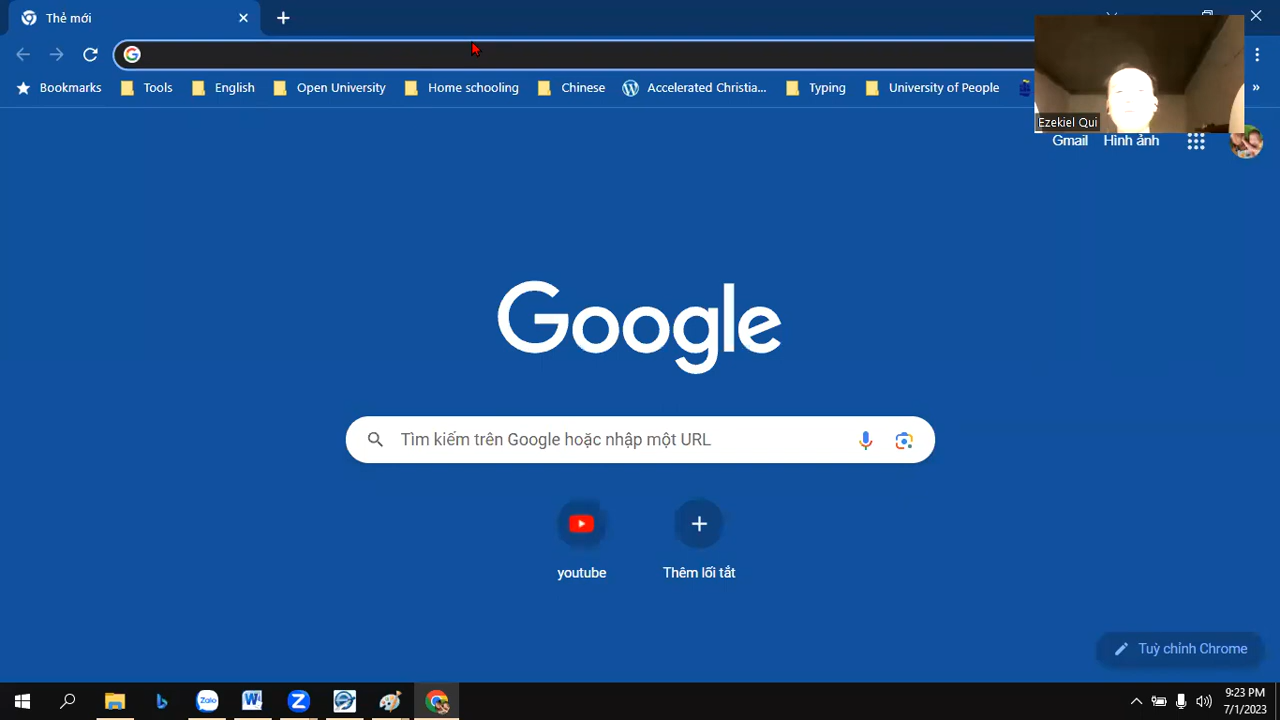 Thẻ mới
Bookmarks Tools English Open University Home schooling Chinese Accelerated Christia... Typing University of People »
Ezekiel Qui
Gmail Hình ảnh
Google
Tìm kiếm trên Google hoặc nhập một URL
youtube Thêm lối tắt
Tuỳ chỉnh Chrome
Zalo
9:23 PM
7/1/2023